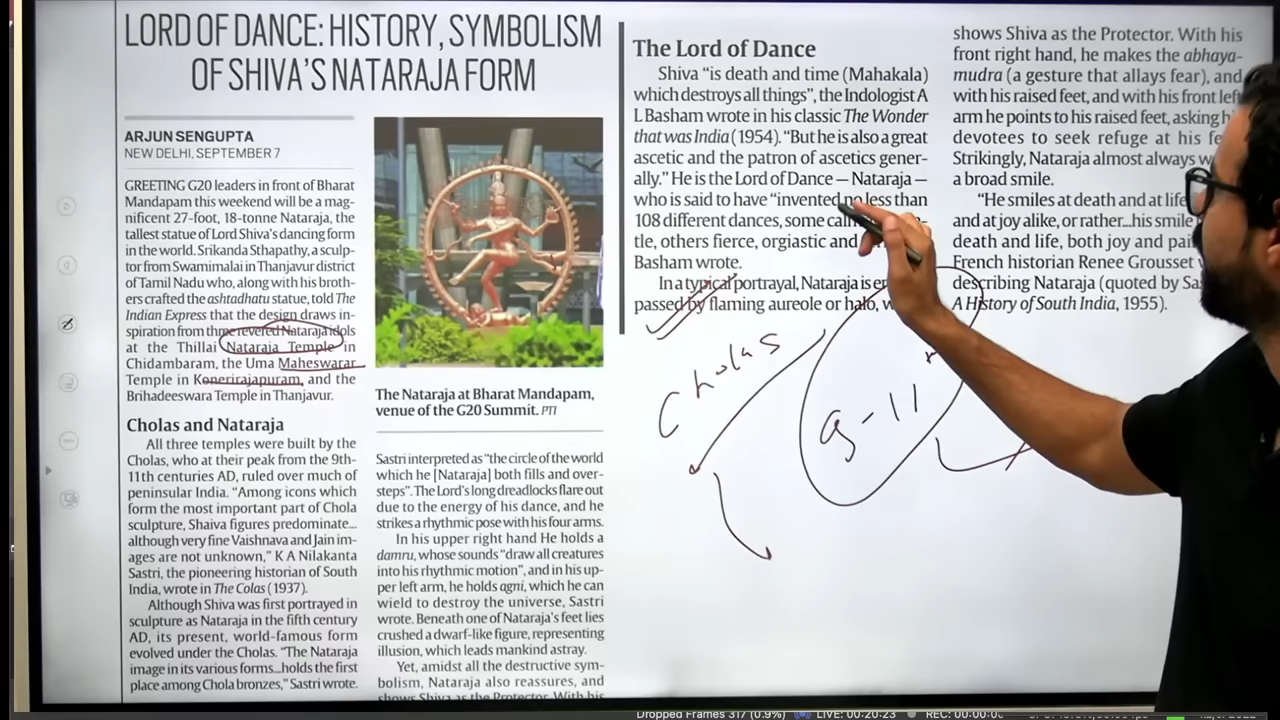 LORD OF DANCE: HISTORY, SYMBOLISM
OF SHIVA'S NATARAJA FORM
ARJUN SENGUPTA
NEW DELHI, SEPTEMBER 7
GREETING G20 leaders in front of Bharat
Mandapam this weekend will be a mag-
nificent 27-foot, 18-tonne Nataraja, the
tallest statue of Lord Shiva's dancing form
in the world. Srikanda Sthapathy, a sculp-
tor from Swamimalai in Thanjavur district
of Tamil Nadu who, along with his broth-
ers crafted the ashtadhatu statue, told The
Indian Express that the design draws in-
spiration from three revered Nataraja idols
at the Thillai Nataraja Temple in
Chidambaram, the Uma Maheswarar
Temple in Konerirajapuram, and the
Brihadeeswara Temple in Thanjavur.
Cholas and Nataraja
All three temples were built by the
Cholas, who at their peak from the 9th-
11th centuries AD, ruled over much of
peninsular India. "Among icons which
form the most important part of Chola
sculpture, Shaiva figures predominate...
although very fine Vaishnava and Jain im-
ages are not unknown," K A Nilakanta
Sastri, the pioneering historian of South
India, wrote in The Colas (1937).
Although Shiva was first portrayed in
sculpture as Nataraja in the fifth century
AD, its present, world-famous form
evolved under the Cholas. "The Nataraja
image in its various forms...holds the first
place among Chola bronzes," Sastri wrote.
The Nataraja at Bharat Mandapam,
venue of the G20 Summit. PTI
Sastri interpreted as "the circle of the world
which he [Nataraja] both fills and over-
steps". The Lord's long dreadlocks flare out
due to the energy of his dance, and he
strikes a rhythmic pose with his four arms.
In his upper right hand He holds a
damru, whose sounds "draw all creatures
into his rhythmic motion", and in his up-
per left arm, he holds agni, which he can
wield to destroy the universe, Sastri
wrote. Beneath one of Nataraja's feet lies
crushed a dwarf-like figure, representing
illusion, which leads mankind astray.
Yet, amidst all the destructive sym-
bolism, Nataraja also reassures, and
shows Shiva as the Protector. With his
The Lord of Dance
Shiva "is death and time (Mahakala)
which destroys all things", the Indologist A
L Basham wrote in his classic The Wonder
that was India (1954). "But he is also a great
ascetic and the patron of ascetics gener-
ally." He is the Lord of Dance — Nataraja —
who is said to have "invented no less than
108 different dances, some
tle, others fierce, orgiastic and
Basham wrote.
In a typical portrayal, Nataraja is
passed by flaming aureole or halo,
Cholas
9-11
shows Shiva as the Protector. With his
front right hand, he makes the abhaya-
mudra (a gesture that allays fear), and
with his raised feet, and with his front left
arm he points to his raised feet, asking
devotees to seek refuge at his
Strikingly, Nataraja almost always
a broad smile.
"He smiles at death and at life
and at joy alike, or rather...his smile
death and life, both joy and
French historian Renee Grousset
describing Nataraja (quoted by
A History of South India, 1955).
Dropped Frames 317 (0.9%) LIVE: 00:20:23 REC: